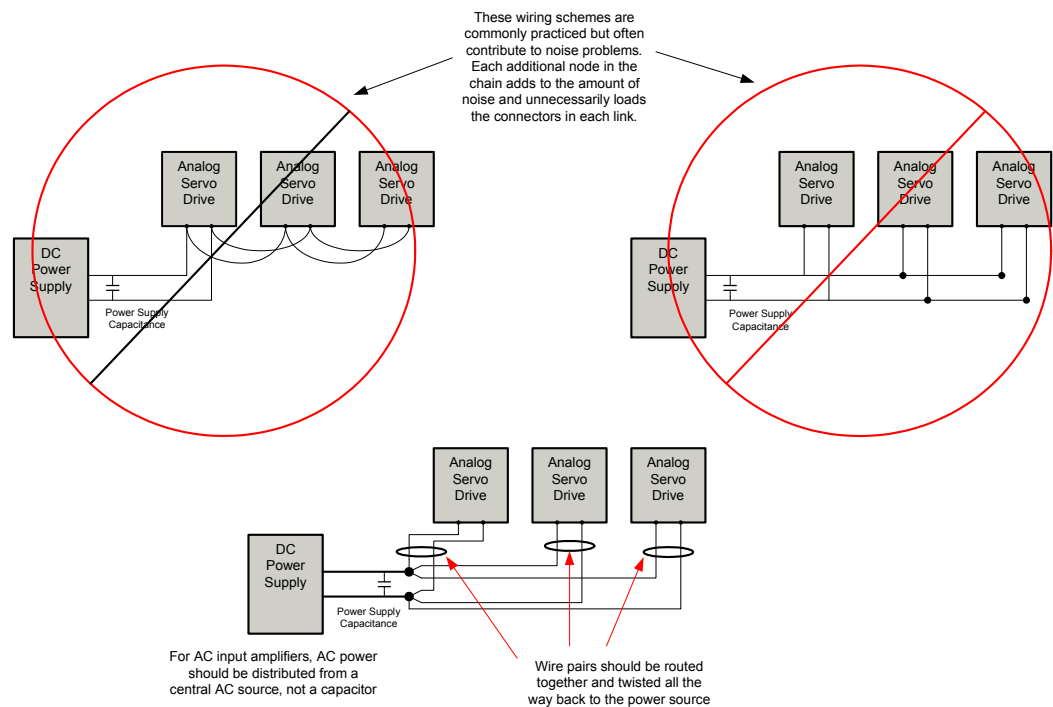 These wiring schemes are
commonly practiced but often
contribute to noise problems.
Each additional node in the
chain adds to the amount of
noise and unnecessarily loads
the connectors in each link.
Analog
Servo
Drive
Analog
Servo
Drive
Analog
Servo
Drive
DC
Power
Supply
Power Supply
Capacitance
Analog
Servo
Drive
Analog
Servo
Drive
Analog
Servo
Drive
DC
Power
Supply
Power Supply
Capacitance
Analog
Servo
Drive
Analog
Servo
Drive
Analog
Servo
Drive
DC
Power
Supply
Power Supply
Capacitance
For AC input amplifiers, AC power
should be distributed from a
central AC source, not a capacitor
Wire pairs should be routed
together and twisted all the
way back to the power source